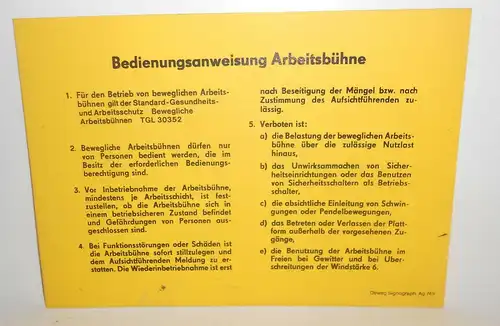 Bedienungsanweisung Arbeitsbühne
1. Für den Betrieb von beweglichen Arbeits-
bühnen gilt der Standard-Gesundheits-
und Arbeitsschutz Bewegliche
Arbeitsbühnen TGL 30352
2. Bewegliche Arbeitbühnen dürfen nur
von Personen bedient werden, die im
Besitz der erforderlichen Bedienungs-
berechtigung sind.
3. Vor Inbetriebnahme der Arbeitsbühne,
mindestens je Arbeitsschicht, ist fest-
zustellen, ob die Arbeitsbühne sich in
einem betriebsicheren Zustand befindet
und Gefährdungen von Personen aus-
geschlossen sind.
4. Bei Funktionsstörungen oder Schäden ist
die Arbeitsbühne sofort stillzulegen und
dem Aufsichtführenden Meldung zu er-
statten. Die Wiederinbetriebnahme ist erst
nach Beseitigung der Mängel bzw. nach
Zustimmung des Aufsichtführenden zu-
lässig.
5. Verboten ist:
a) die Belastung der beweglichen Arbeits-
bühne über die zulässige Nutzlast
hinaus,
b) das Unwirksammachen von Sicher-
heitseinrichtungen oder das Benutzen
von Sicherheitsschaltern als Betriebs-
schalter,
c) die absichtliche Einleitung von Schwin-
gungen oder Pendelbewegungen,
d) das Betreten oder Verlassen der Platt-
form außerhalb der vorgesehenen Zu-
gänge,
e) die Benutzung der Arbeitsbühne im
Freien bei Gewitter und bei Über-
schreitungen der Windstärke 6.